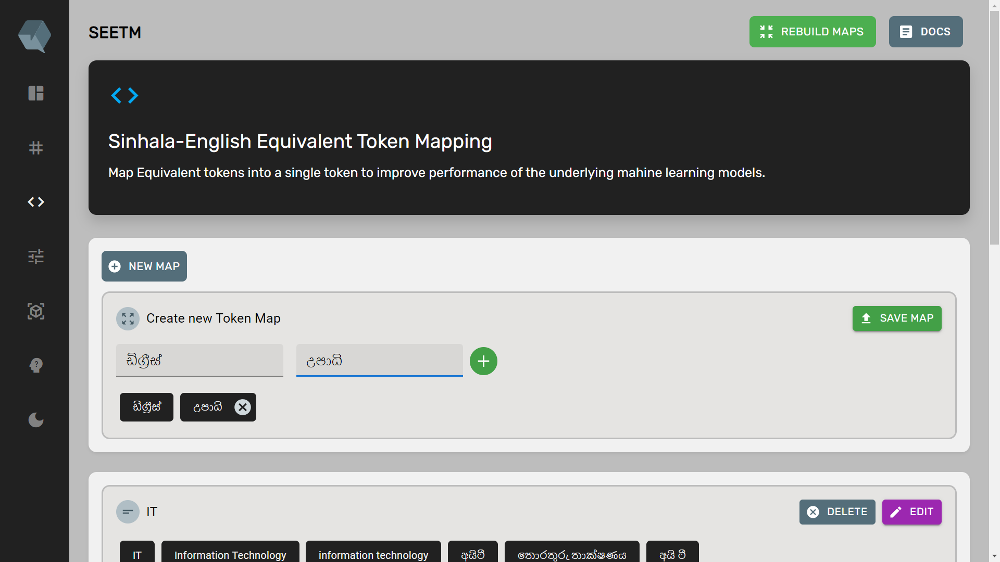 SEETM
REBUILD MAPS
DOCS
Sinhala-English Equivalent Token Mapping
Map Equivalent tokens into a single token to improve performance of the underlying mahine learning models.
NEW MAP
Create new Token Map
SAVE MAP
ඩිග්‍රීස්
උපාධි
ඩිග්‍රීස්
උපාධි
IT
DELETE
EDIT
IT
Information Technology
information technology
අයිටී
තොරතුරු තාක්ෂණය
අයි ටී